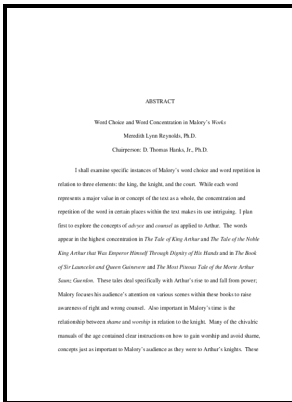 ABSTRACT
Word Choice and Word Concentration in Malory's Works
Meredith Lynn Reynolds, Ph.D.
Chairperson: D. Thomas Hanks, Jr., Ph.D.
I shall examine specific instances of Malory's word choice and word repetition in
relation to three elements: the king, the knight, and the court. While each word
represents a major value in or concept of the text as a whole, the concentration and
repetition of the word in certain places within the text makes its use intriguing. I plan
first to explore the concepts of advyce and counsel as applied to Arthur. The words
appear in the highest concentration in The Tale of King Arthur and The Tale of the Noble
King Arthur that Was Emperor Himself Through Dignity of His Hands and in The Book
of Sir Launcelot and Queen Guinevere and The Most Piteous Tale of the Morte Arthur
Saunz Guerdon. These tales deal specifically with Arthur's rise to and fall from power;
Malory focuses his audience's attention on various scenes within these books to raise
awareness of right and wrong counsel. Also important in Malory's time is the
relationship between shame and worship in relation to the knight. Many of the chivalric
manuals of the age contained clear instructions on how to gain worship and avoid shame,
concepts just as important to Malory's audience as they were to Arthur's knights. These